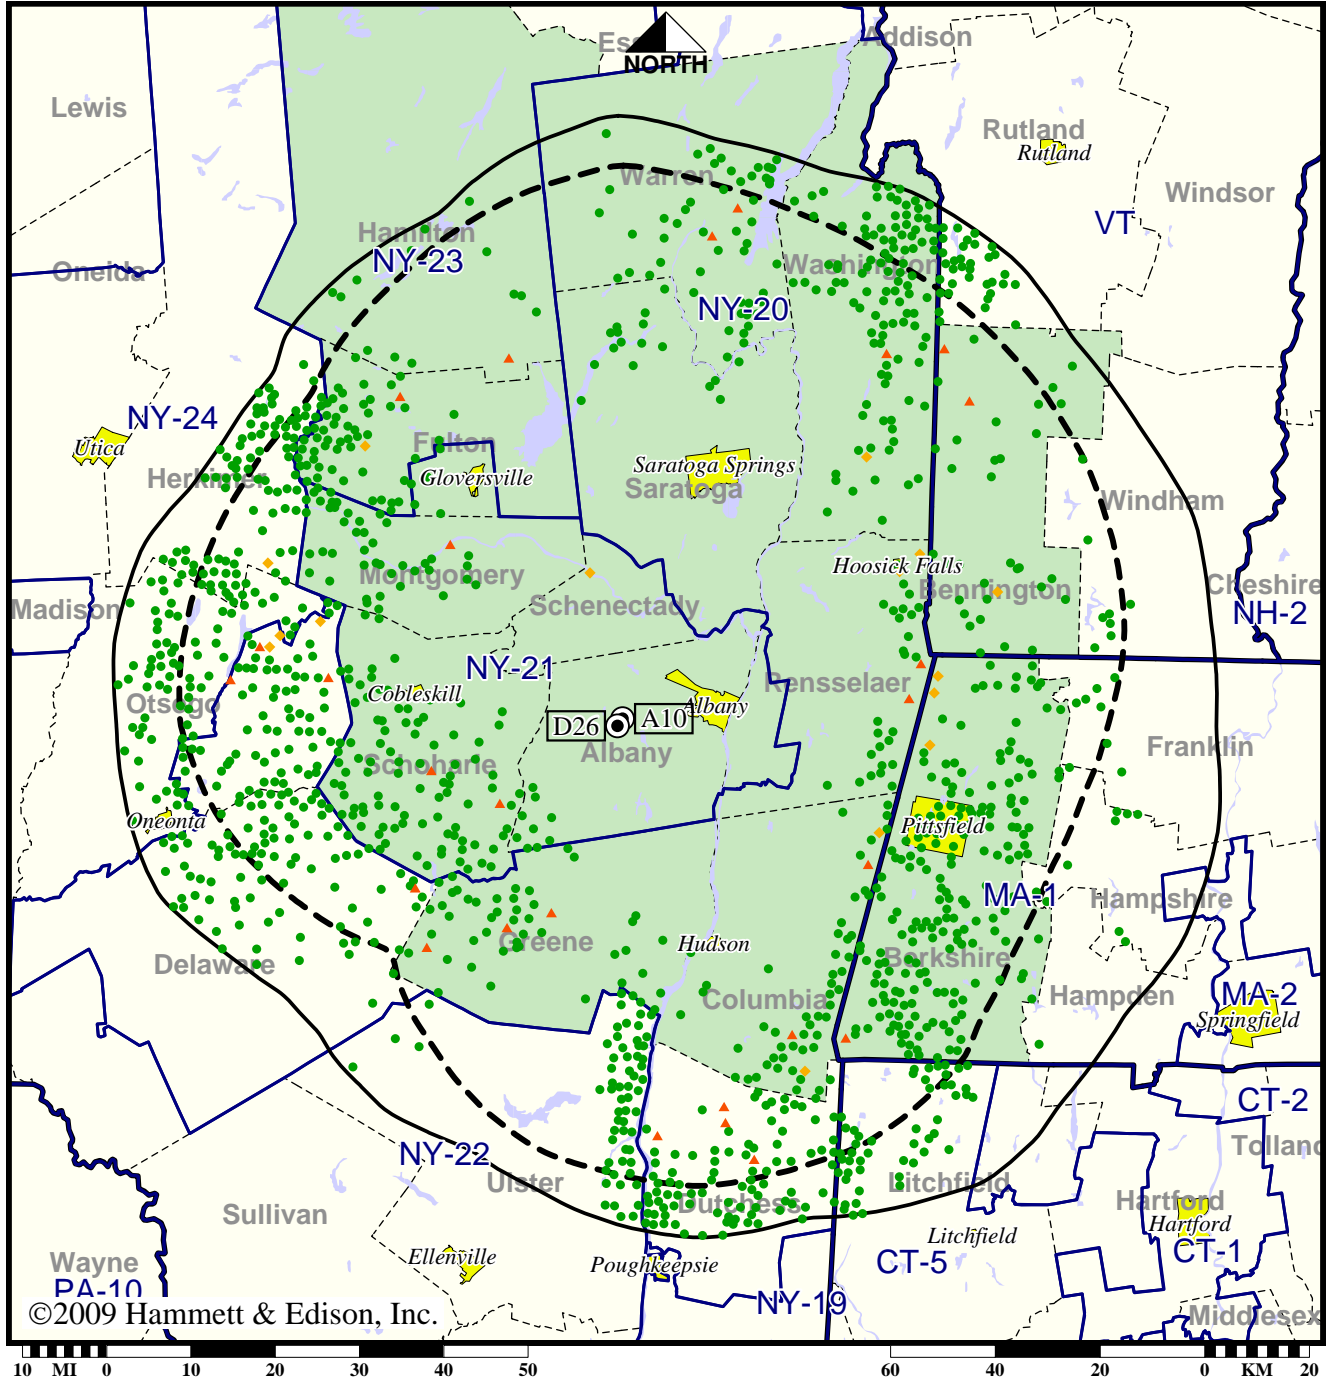 Ess
Addison
NORTH
Lewis
Rutland
Rutland
Warren
Windsor
VT
Hamilton
NY-23
Oneida
Washington
NY-20
NY-24
Utica
Fulton
Herkimer
Gloversville
Saratoga Springs
Saratoga
Windham
Hoosick Falls
Montgomery
Bennington
Cheshire
Madison
Schenectady
NH-2
NY-21
Rensselaer
Cobleskill
Otsego
Albany
D26
A10
Albany
Franklin
Schoharie
Oneonta
Pittsfield
MA-1
Hampshire
Greene
Hudson
Delaware
Berkshire
Columbia
Hampden
MA-2
Springfield
CT-2
Tolland
NY-22
Ulster
Litchfield
Dutchess
Hartford
Sullivan
Hartford
Litchfield
Wayne
Ellenville
Poughkeepsie
CT-5
CT-1
PA-10
NY-19
©2009 Hammett & Edison, Inc.
Middlesex
10 MI 0 10 20 30 40 50
60 40 20 0 KM 20